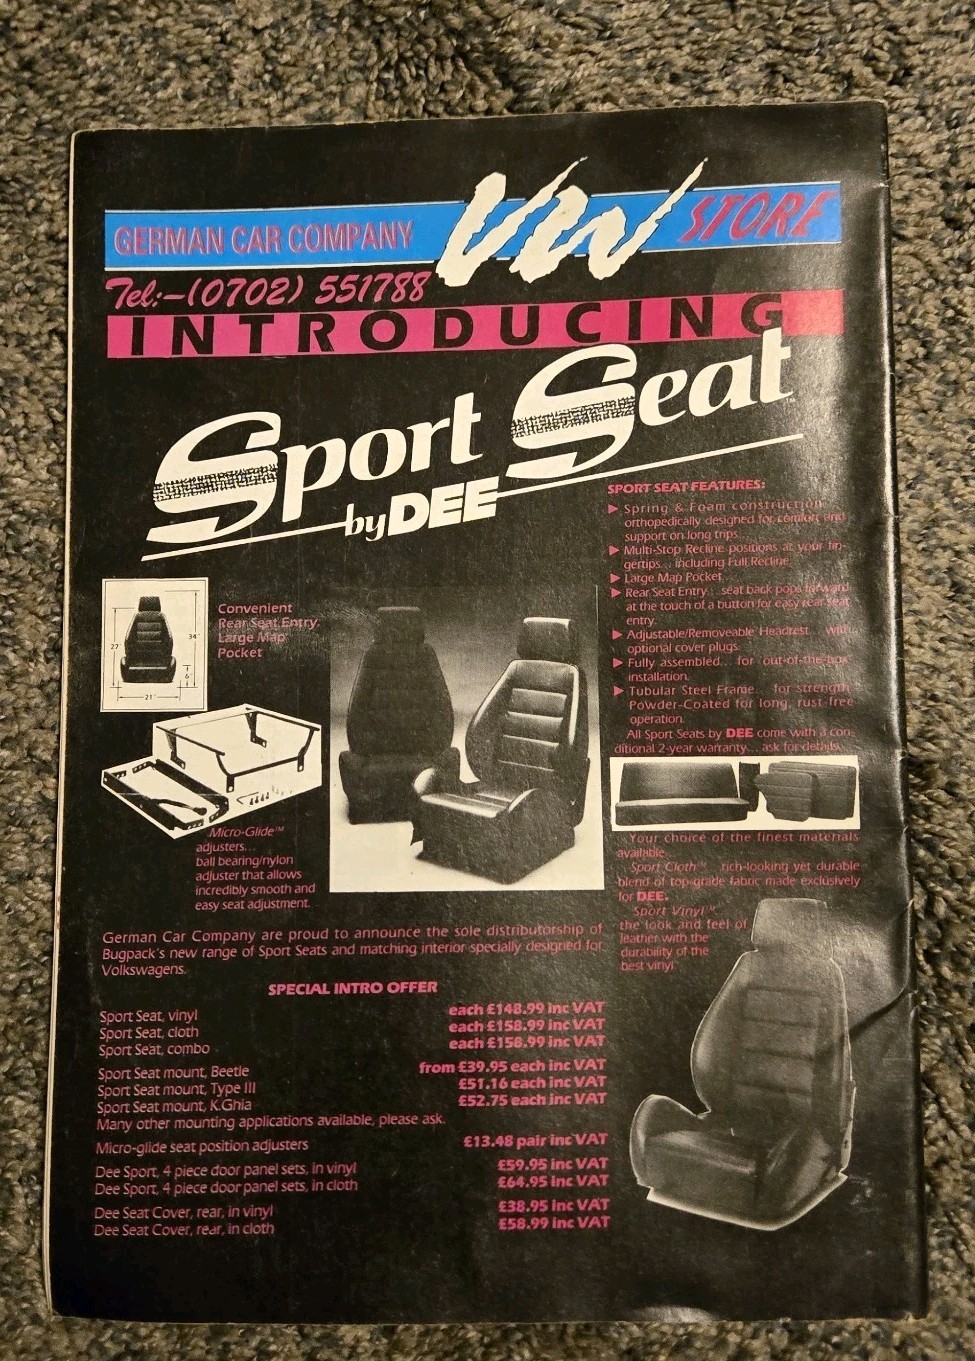 GERMAN CAR COMPANY VW STORE
Tel:-(0702) 551788
INTRODUCING
Sport Seat
by DEE
SPORT SEAT FEATURES:
▶ Spring & Foam construction
orthopedically designed for comfort and
support on long trips.
▶ Multi-Stop Recline positions at your fin-
gertips... including Full Recline.
▶ Large Map Pocket
▶ Rear Seat Entry... seat back pops forward
at the touch of a button for easy rear seat
entry.
▶ Adjustable/Removeable Headrest... with
optional cover plugs.
▶ Fully assembled... for out-of-the-box
installation.
▶ Tubular Steel Frame... for strength
Powder-Coated for long, rust free
operation.
All Sport Seats by DEE come with a con-
ditional 2-year warranty... ask for details.
Convenient
Rear Seat Entry.
Large Map
Pocket
27"
34"
6"
21"
Micro-Glide™
adjusters...
ball bearing/nylon
adjuster that allows
incredibly smooth and
easy seat adjustment.
Your choice of the finest materials
available.
Sport Cloth™ rich-looking yet durable
blend of top-grade fabric made exclusively
for DEE.
Sport Vinyl™
the look and feel of
leather with the
durability of the
best vinyl
German Car Company are proud to announce the sole distributorship of
Bugpack's new range of Sport Seats and matching interior specially designed for
Volkswagens.
SPECIAL INTRO OFFER
Sport Seat, vinyl each £148.99 inc VAT
Sport Seat, cloth each £158.99 inc VAT
Sport Seat, combo each £158.99 inc VAT
Sport Seat mount, Beetle from £39.95 each inc VAT
Sport Seat mount, Type III £51.16 each inc VAT
Sport Seat mount, K.Ghia £52.75 each inc VAT
Many other mounting applications available, please ask.
Micro-glide seat position adjusters £13.48 pair inc VAT
Dee Sport, 4 piece door panel sets, in vinyl £59.95 inc VAT
Dee Sport, 4 piece door panel sets, in cloth £64.95 inc VAT
Dee Seat Cover, rear, in vinyl £38.95 inc VAT
Dee Seat Cover, rear, in cloth £58.99 inc VAT